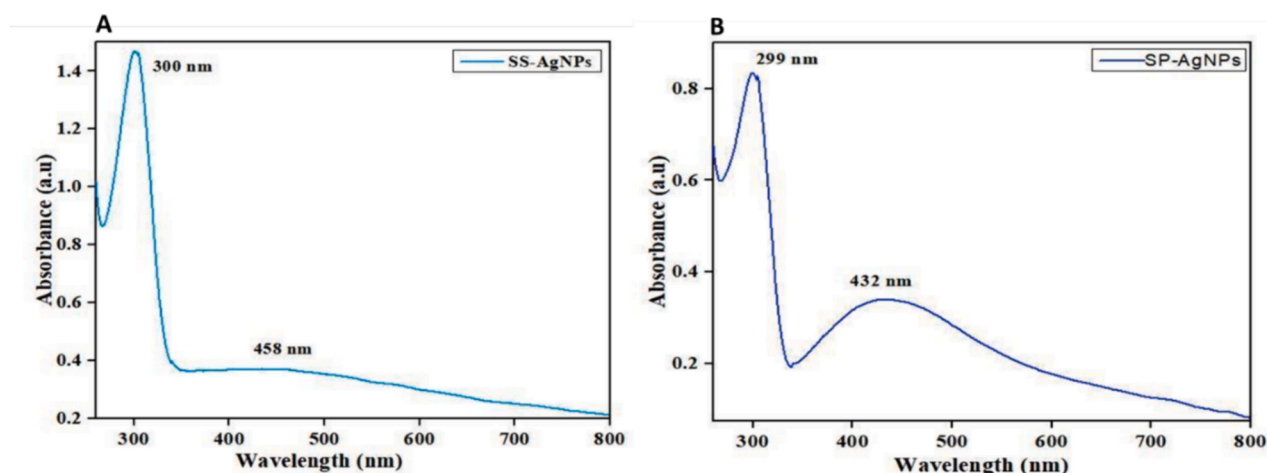 A
SS-AgNPs
300 nm
458 nm
Absorbance (a.u)
1.4
1.2
1.0
0.8
0.6
0.4
0.2
300 400 500 600 700 800
Wavelength (nm)
B
SP-AgNPs
299 nm
432 nm
Absorbance (a.u)
0.8
0.6
0.4
0.2
300 400 500 600 700 800
Wavelength (nm)